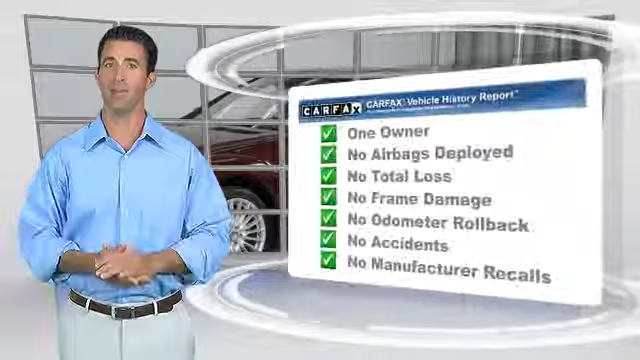 CARFAX CARFAX Vehicle History Report™
One Owner
No Airbags Deployed
No Total Loss
No Frame Damage
No Odometer Rollback
No Accidents
No Manufacturer Recalls